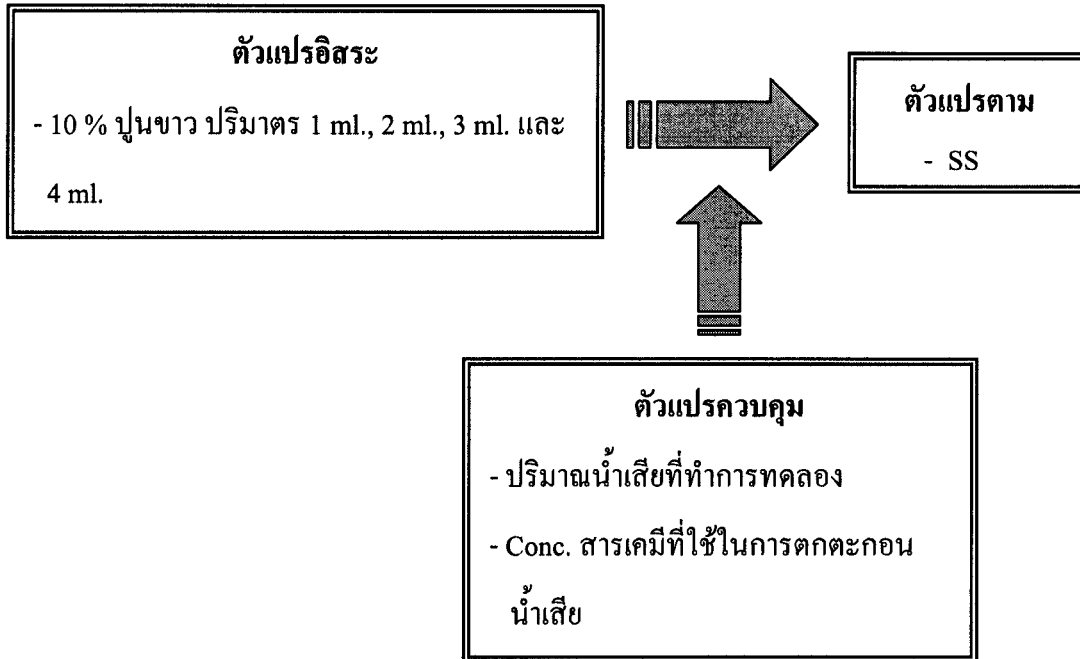 ตัวแปรอิสระ
- 10 % ปูนขาว ปริมาตร 1 ml., 2 ml., 3 ml. และ
4 ml.
ตัวแปรตาม
- SS
ตัวแปรควบคุม
- ปริมาณน้ำเสียที่ทำการทดลอง
- Conc. สารเคมีที่ใช้ในการตกตะกอน
น้ำเสีย